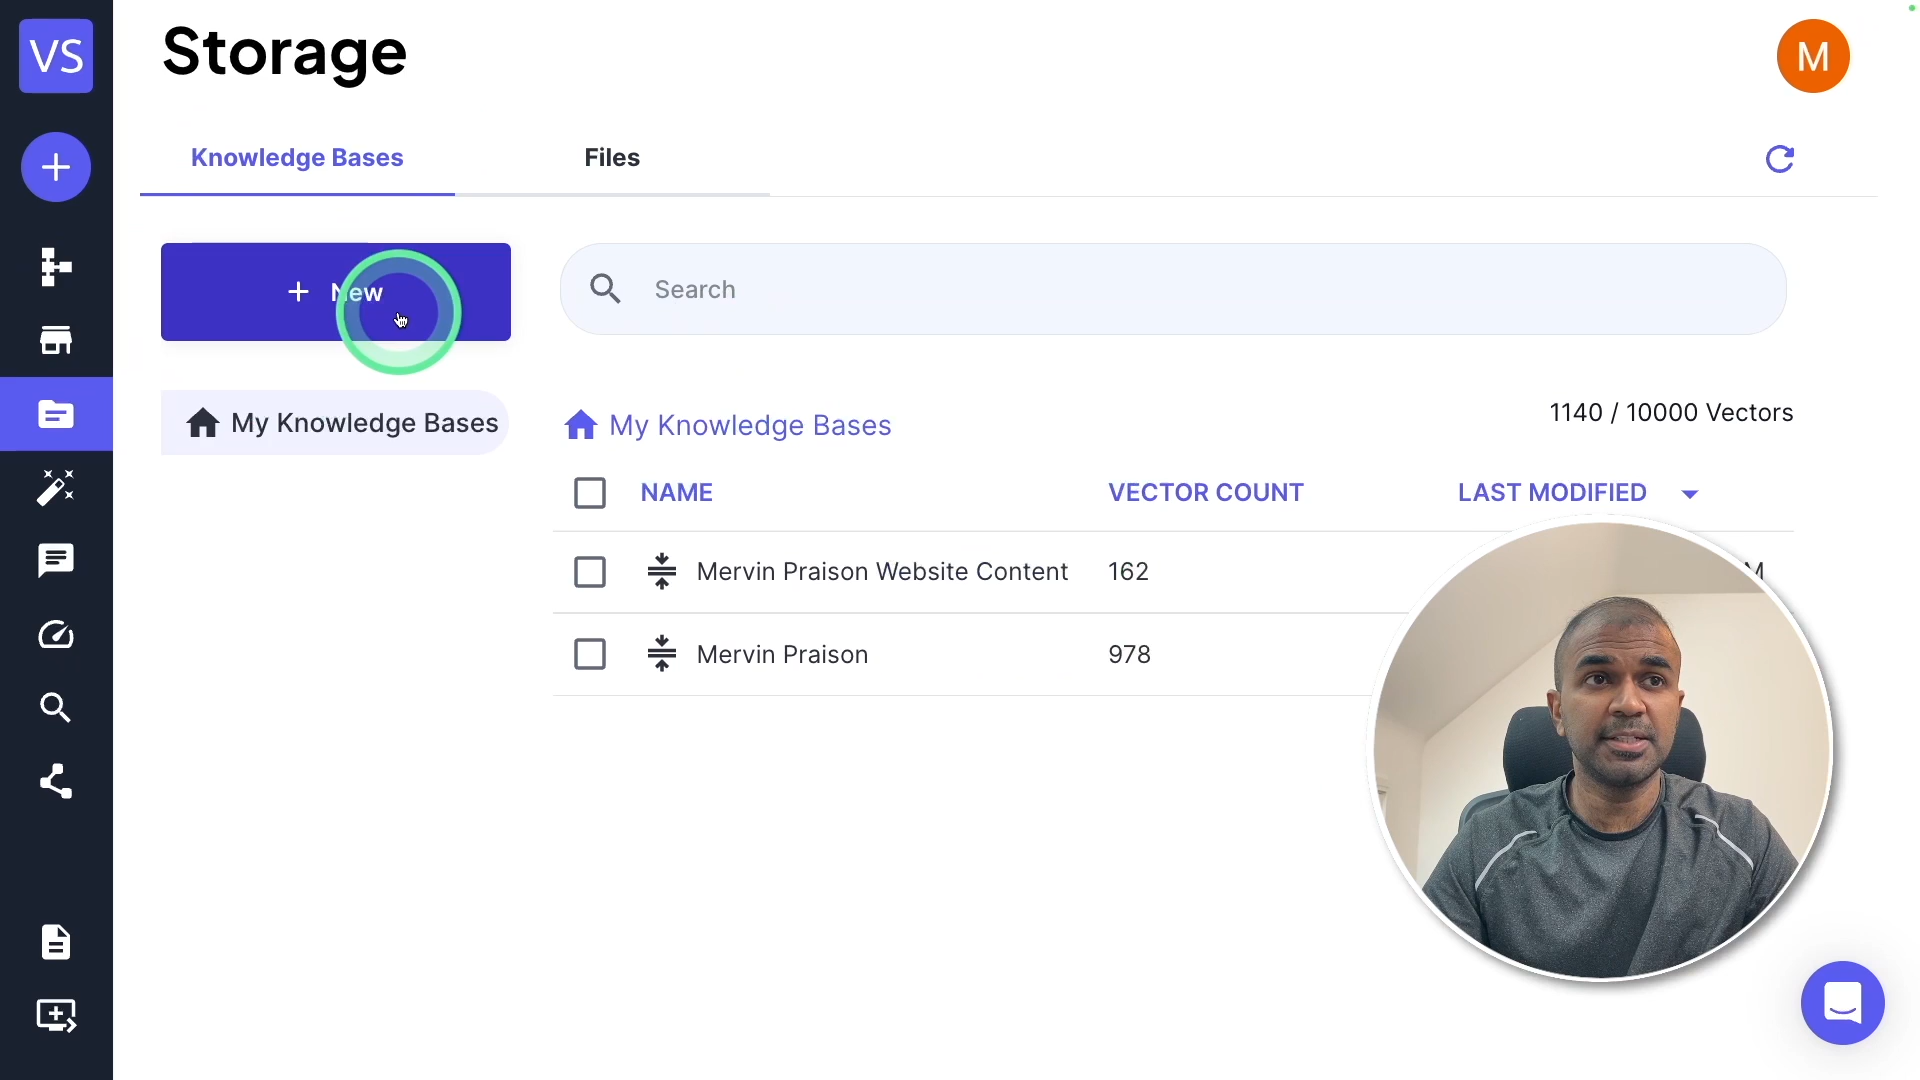 VS
Storage
M
Knowledge Bases
Files
+ New
Search
My Knowledge Bases
My Knowledge Bases
1140 / 10000 Vectors
NAME
VECTOR COUNT
LAST MODIFIED
Mervin Praison Website Content
162
M
Mervin Praison
978